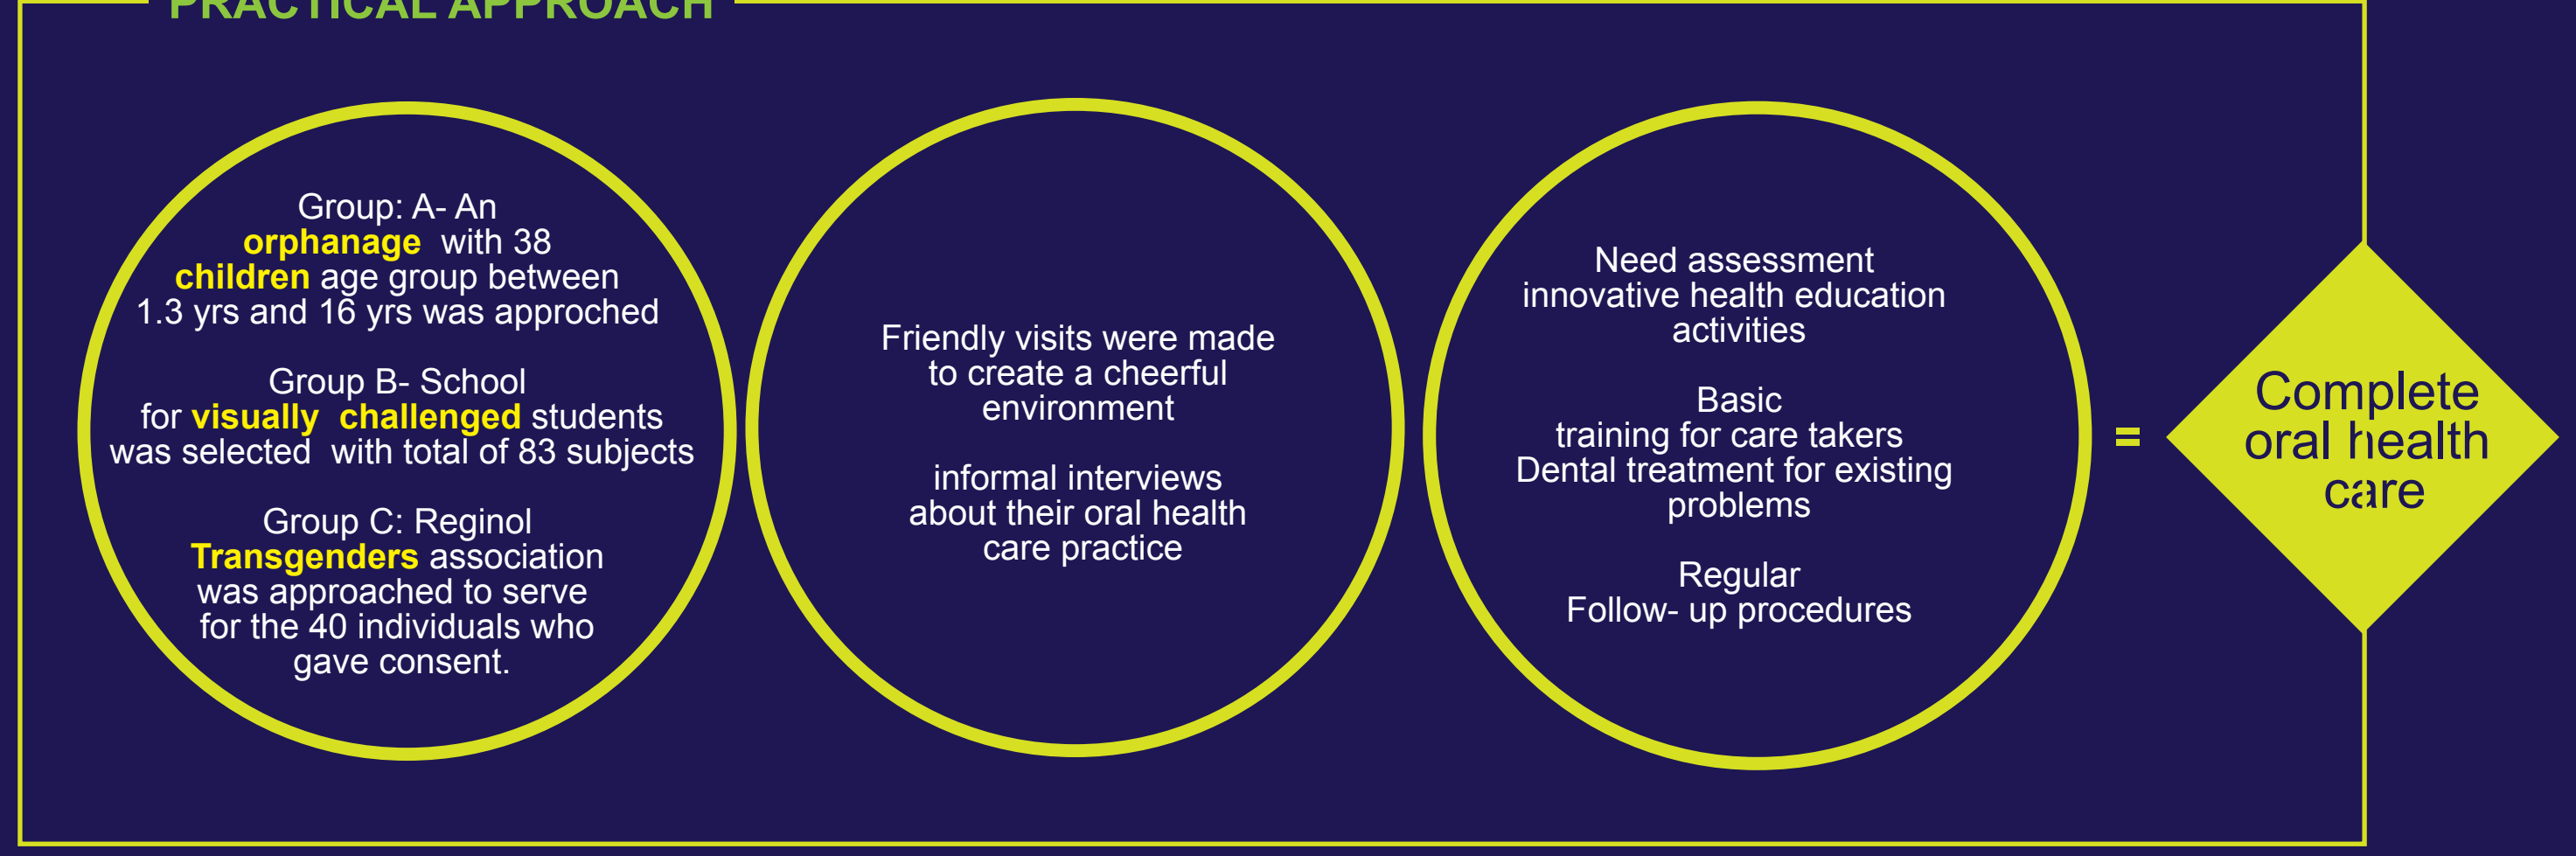 PRACTICAL APPROACH
Group: A- An
orphanage with 38
children age group between
1.3 yrs and 16 yrs was approched
Group B- School
for visually challenged students
was selected with total of 83 subjects
Group C: Reginol
Transgenders association
was approached to serve
for the 40 individuals who
gave consent.
Friendly visits were made
to create a cheerful
environment
informal interviews
about their oral health
care practice
Need assessment
innovative health education
activities
Basic
training for care takers
Dental treatment for existing
problems
Regular
Follow- up procedures
=
Complete
oral health
care